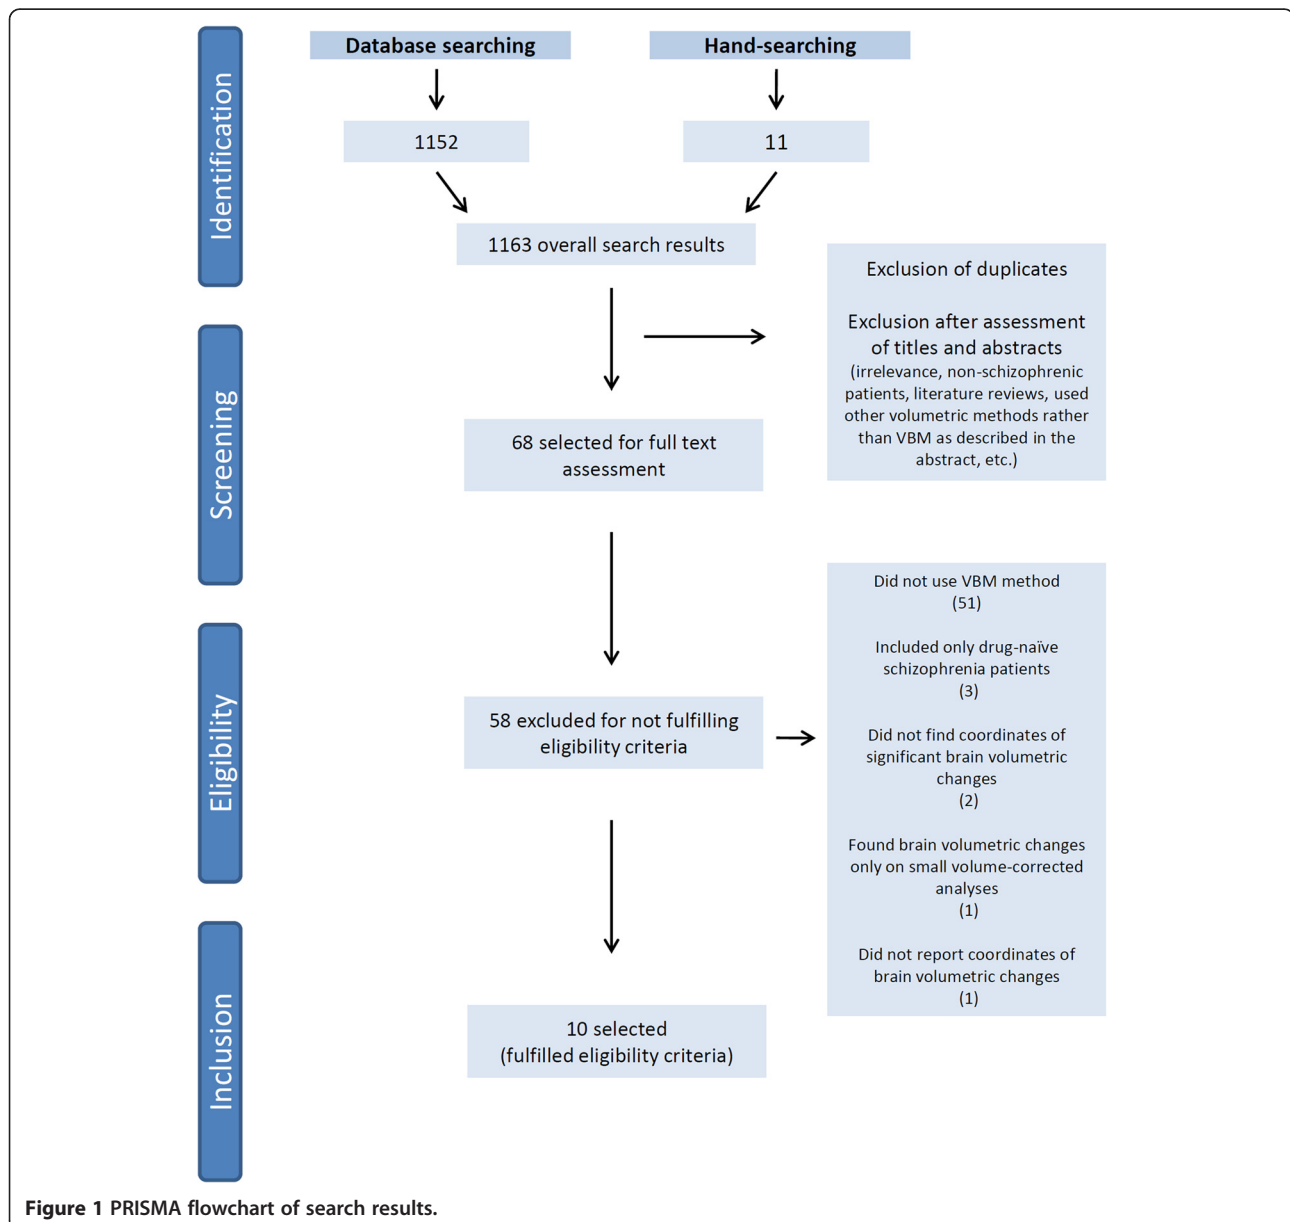 Identification
Database searching
Hand-searching
1152
11
1163 overall search results
Exclusion of duplicates
Exclusion after assessment
of titles and abstracts
(irrelevance, non-schizophrenic
patients, literature reviews, used
other volumetric methods rather
than VBM as described in the
abstract, etc.)
Screening
68 selected for full text
assessment
Eligibility
58 excluded for not fulfilling
eligibility criteria
Did not use VBM method
(51)
Included only drug-naïve
schizophrenia patients
(3)
Did not find coordinates of
significant brain volumetric
changes
(2)
Found brain volumetric changes
only on small volume-corrected
analyses
(1)
Did not report coordinates of
brain volumetric changes
(1)
Inclusion
10 selected
(fulfilled eligibility criteria)
Figure 1 PRISMA flowchart of search results.